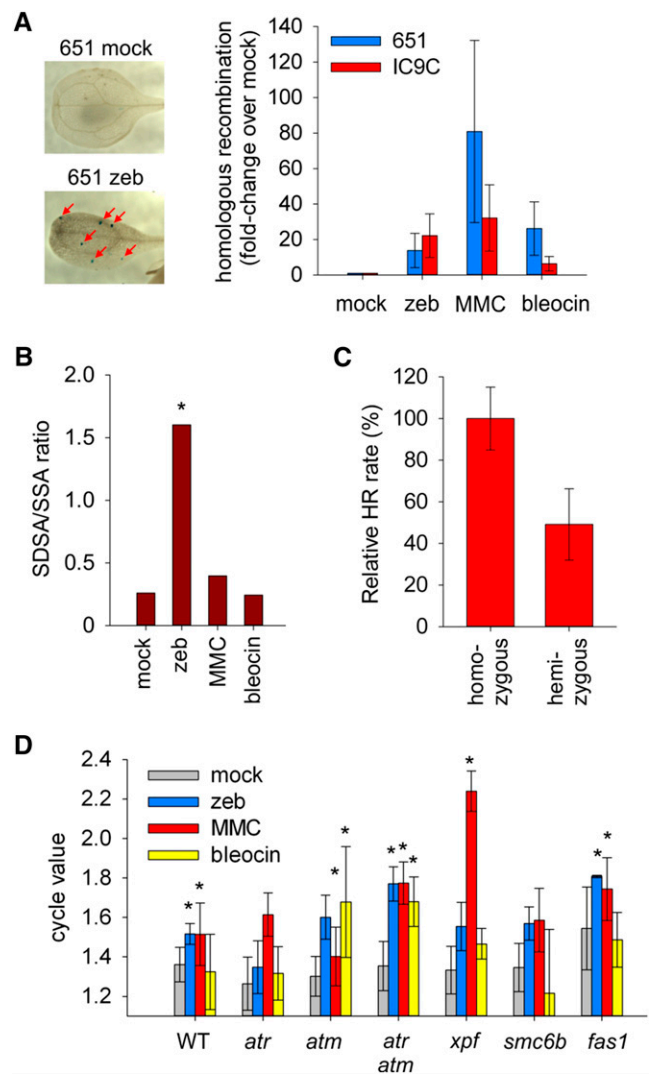 A
651 mock
651 zeb
homologous recombination
(fold-change over mock)
140
120
100
80
60
40
20
0
651
IC9C
mock
zeb
MMC
bleocin
B
SDSA/SSA ratio
2.0
1.5
1.0
0.5
0
*
mock
zeb
MMC
bleocin
C
Relative HR rate (%)
120
100
80
60
40
20
0
homo-
zygous
hemi-
zygous
D
cycle value
2.4
2.2
2.0
1.8
1.6
1.4
1.2
mock
zeb
MMC
bleocin
* * * * * * * * * *
WT
atr
atm
atr
atm
xpf
smc6b
fas1